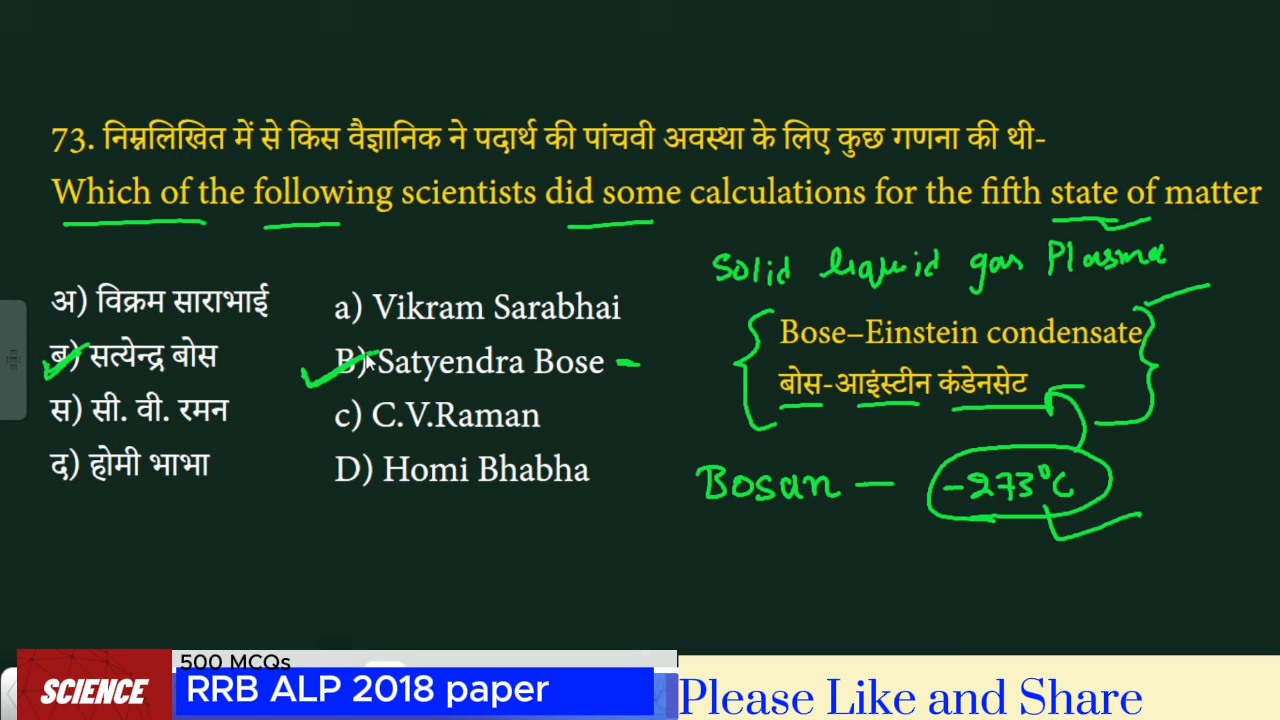 73. निम्नलिखित में से किस वैज्ञानिक ने पदार्थ की पांचवी अवस्था के लिए कुछ गणना की थी-
Which of the following scientists did some calculations for the fifth state of matter
Solid liquid gas Plasma
अ) विक्रम साराभाई
ब) सत्येन्द्र बोस
स) सी. वी. रमन
द) होमी भाभा
a) Vikram Sarabhai
B) Satyendra Bose
c) C.V.Raman
D) Homi Bhabha
Bose–Einstein condensate
बोस-आइंस्टीन कंडेनसेट
Bosan — -273°C
500 MCQs
SCIENCE
RRB ALP 2018 paper
Please Like and Share